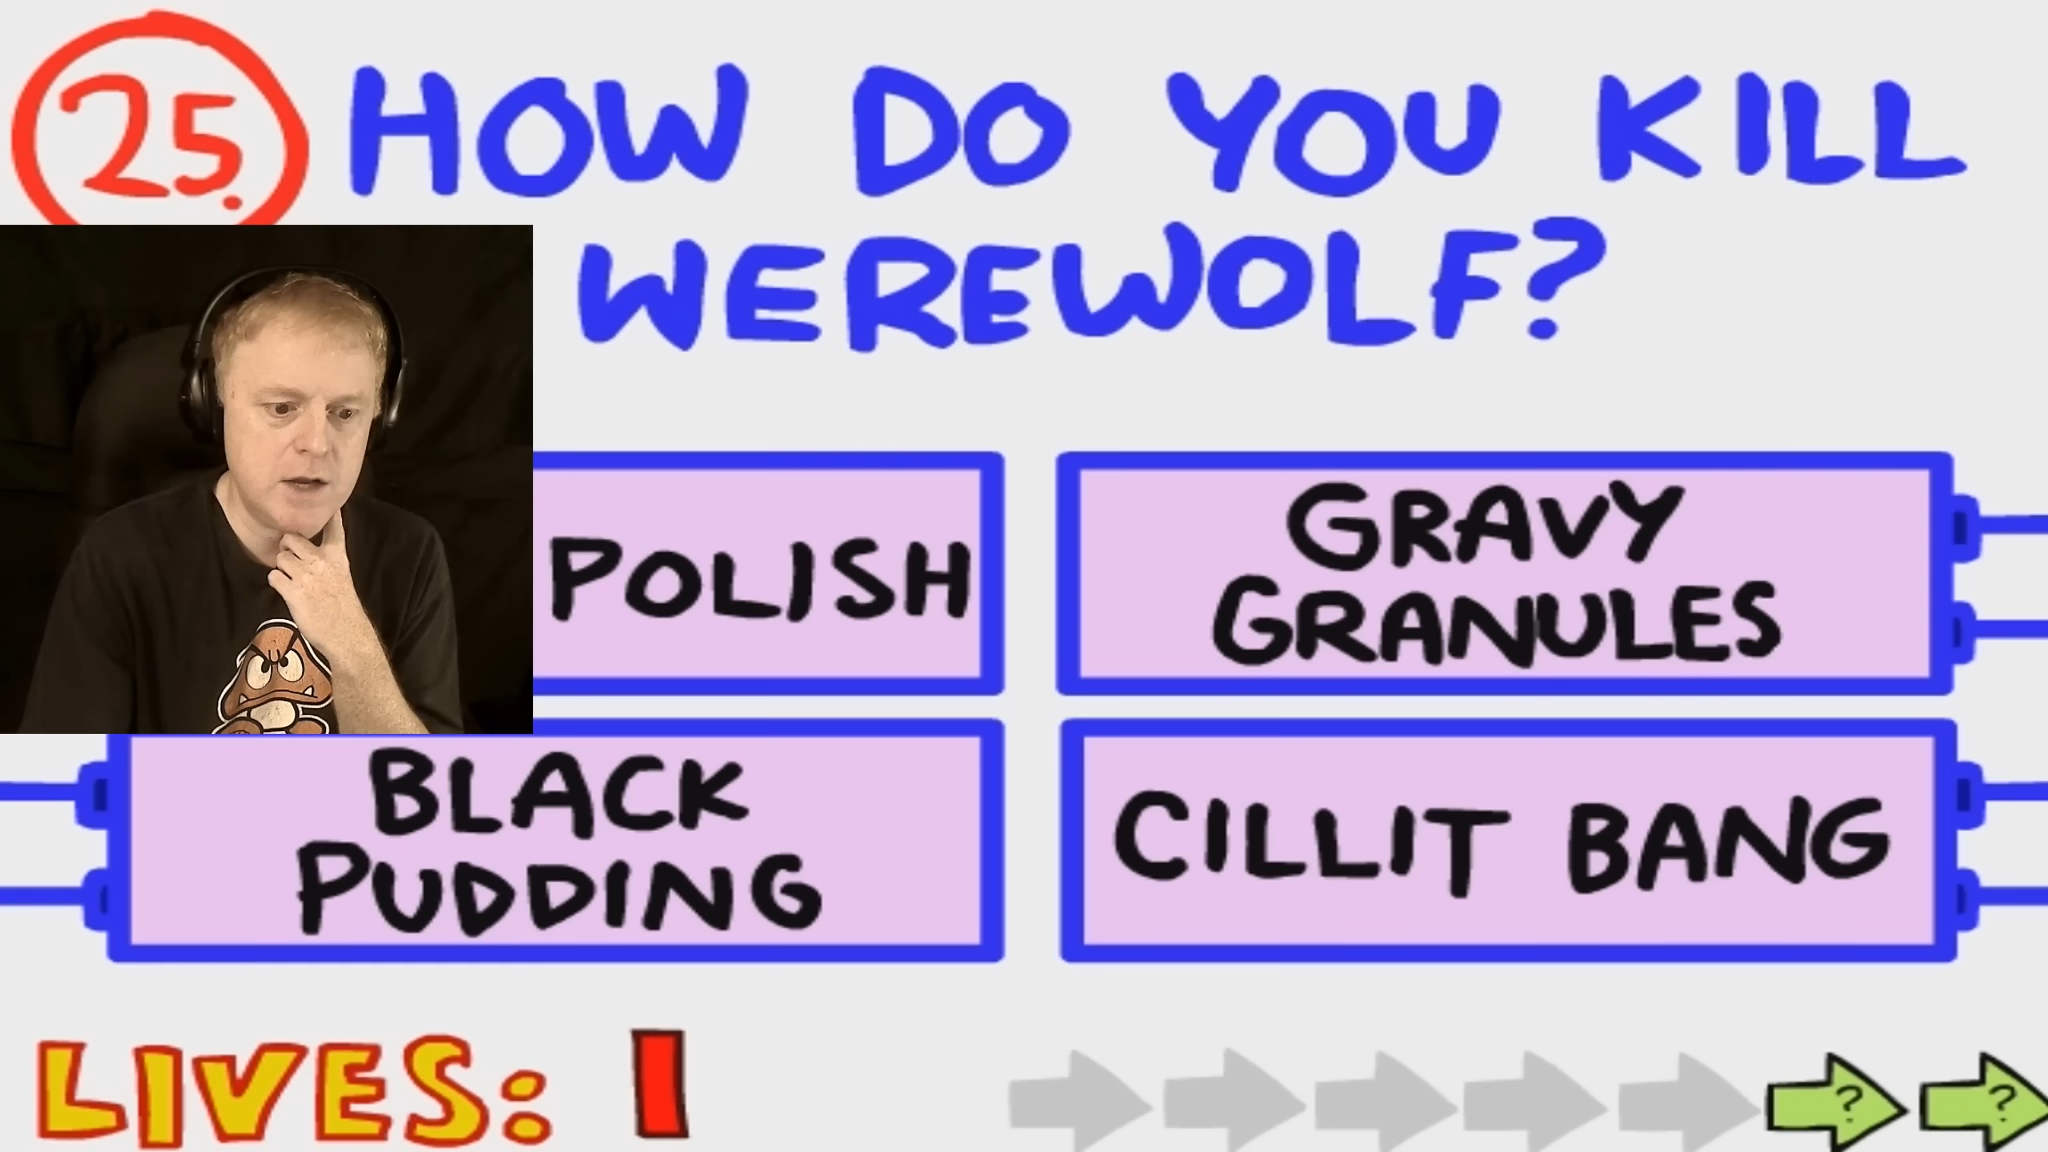 25. HOW DO YOU KILL
WEREWOLF?
POLISH
GRAVY
GRANULES
BLACK
PUDDING
CILLIT BANG
LIVES: 1
? ?